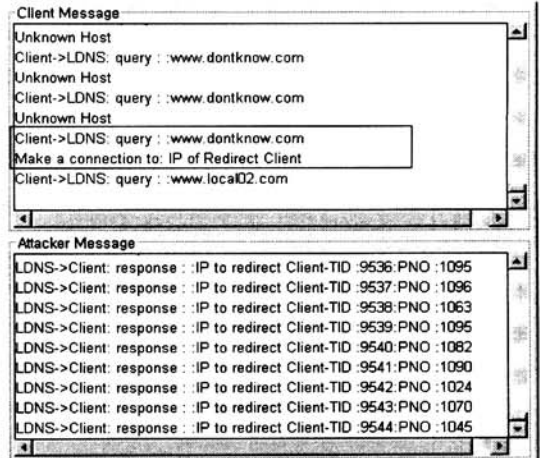 Client Message
Unknown Host
Client->LDNS: query : :www.dontknow.com
Unknown Host
Client->LDNS: query : :www.dontknow.com
Unknown Host
Client->LDNS: query : :www.dontknow.com
Make a connection to: IP of Redirect Client
Client->LDNS: query : :www.local02.com
Attacker Message
LDNS->Client: response : :IP to redirect Client-TID :9536:PNO :1095
LDNS->Client: response : :IP to redirect Client-TID :9537:PNO :1096
LDNS->Client: response : :IP to redirect Client-TID :9538:PNO :1063
LDNS->Client: response : :IP to redirect Client-TID :9539:PNO :1095
LDNS->Client: response : :IP to redirect Client-TID :9540:PNO :1082
LDNS->Client: response : :IP to redirect Client-TID :9541:PNO :1090
LDNS->Client: response : :IP to redirect Client-TID :9542:PNO :1024
LDNS->Client: response : :IP to redirect Client-TID :9543:PNO :1070
LDNS->Client: response : :IP to redirect Client-TID :9544:PNO :1045